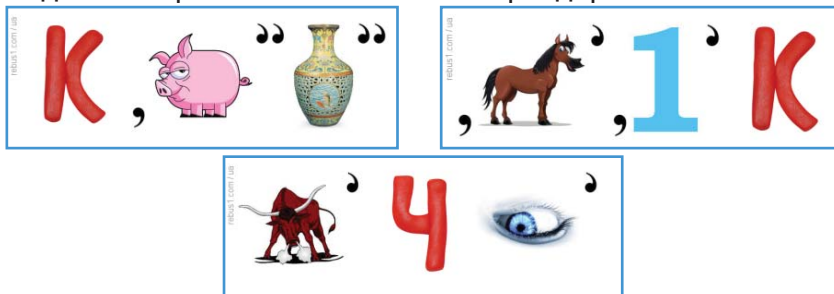 rebus1.com / ua
К , ,, ,,
rebus1.com / ua
, , , 1 , К
rebus1.com / ua
, Ч ,